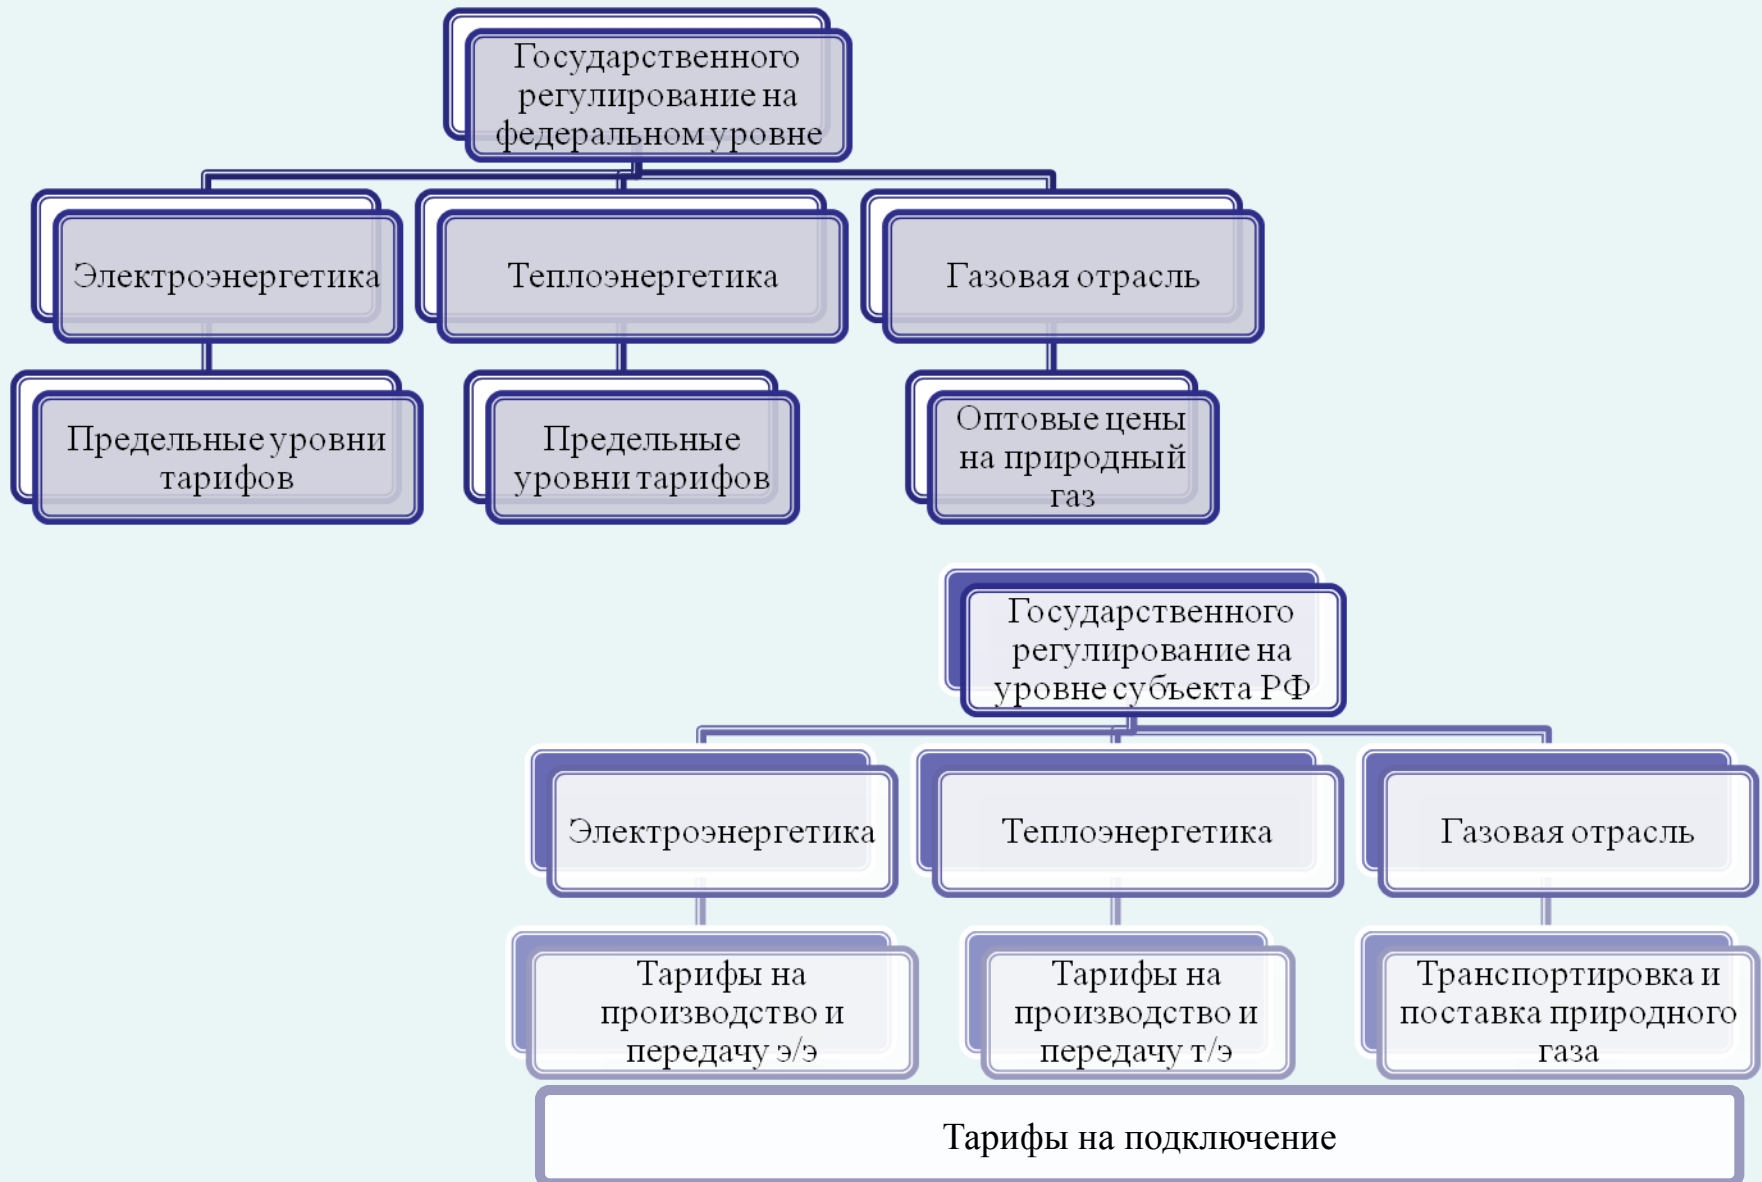 Государственного
регулирование на
федеральном уровне
Электроэнергетика
Теплоэнергетика
Газовая отрасль
Предельные уровни
тарифов
Предельные
уровни тарифов
Оптовые цены
на природный
газ
Государственного
регулирование на
уровне субъекта РФ
Электроэнергетика
Теплоэнергетика
Газовая отрасль
Тарифы на
производство и
передачу э/э
Тарифы на
производство и
передачу т/э
Транспортировка и
поставка природного
газа
Тарифы на подключение